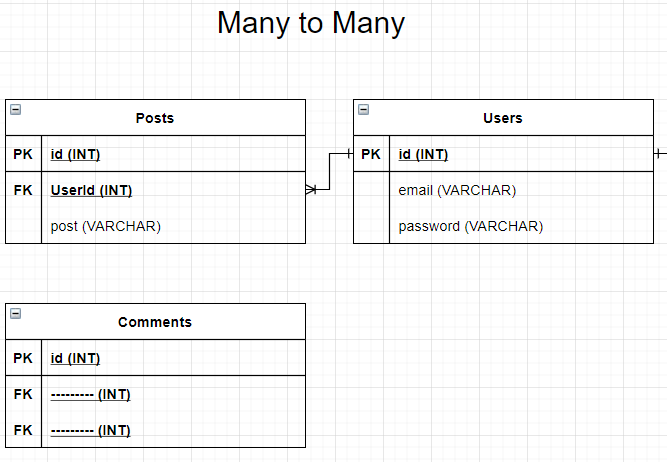 Many to Many
Posts
PK id (INT)
FK UserId (INT)
post (VARCHAR)
Users
PK id (INT)
email (VARCHAR)
password (VARCHAR)
Comments
PK id (INT)
FK --------- (INT)
FK --------- (INT)